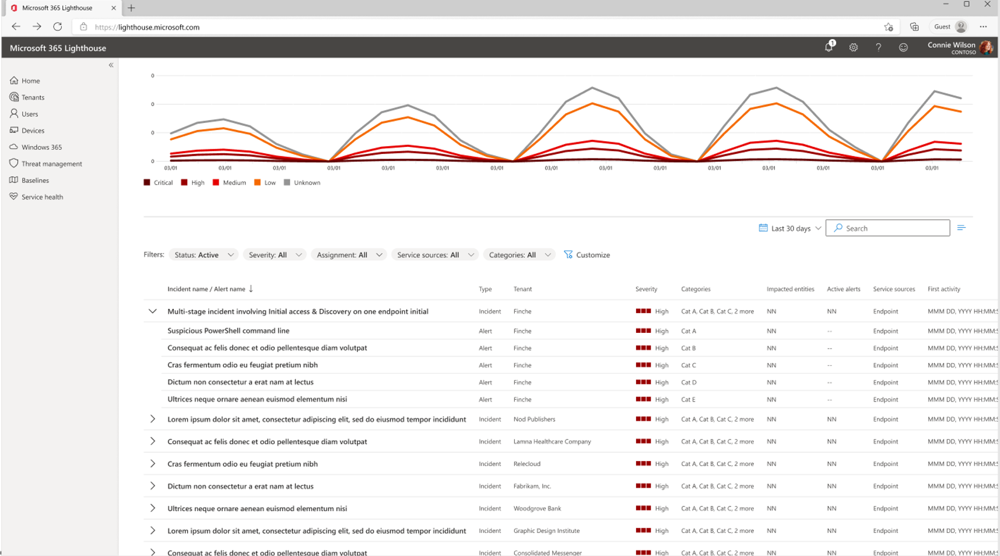 Microsoft 365 Lighthouse
https://lighthouse.microsoft.com
Guest
Microsoft 365 Lighthouse
1
Connie Wilson
CONTOSO
Home
Tenants
Users
Devices
Windows 365
Threat management
Baselines
Service health
0
0
0
0
03/01 03/01 03/01 03/01 03/01 03/01 03/01 03/01 03/01 03/01 03/01 03/01 03/01 03/01 03/01
Critical High Medium Low Unknown
Last 30 days Search
Filters: Status: Active Severity: All Assignment: All Service sources: All Categories: All Customize
Incident name / Alert name Type Tenant Severity Categories Impacted entities Active alerts Service sources First activity
Multi-stage incident involving Initial access & Discovery on one endpoint initial Incident Finche High Cat A, Cat B, Cat C, 2 more NN NN Endpoint MMM DD, YYYY HH:MM:S
Suspicious PowerShell command line Alert Finche High Cat A NN -- Endpoint MMM DD, YYYY HH:MM:S
Consequat ac felis donec et odio pellentesque diam volutpat Alert Finche High Cat B NN -- Endpoint MMM DD, YYYY HH:MM:S
Cras fermentum odio eu feugiat pretium nibh Alert Finche High Cat C NN -- Endpoint MMM DD, YYYY HH:MM:S
Dictum non consectetur a erat nam at lectus Alert Finche High Cat D NN -- Endpoint MMM DD, YYYY HH:MM:S
Ultrices neque ornare aenean euismod elementum nisi Alert Finche High Cat E NN -- Endpoint MMM DD, YYYY HH:MM:S
Lorem ipsum dolor sit amet, consectetur adipiscing elit, sed do eiusmod tempor incididunt Incident Nod Publishers High Cat A, Cat B, Cat C, 2 more NN NN Endpoint MMM DD, YYYY HH:MM:S
Consequat ac felis donec et odio pellentesque diam volutpat Incident Lamna Healthcare Company High Cat A, Cat B, Cat C, 2 more NN NN Endpoint MMM DD, YYYY HH:MM:S
Cras fermentum odio eu feugiat pretium nibh Incident Relecloud High Cat A, Cat B, Cat C, 2 more NN NN Endpoint MMM DD, YYYY HH:MM:S
Dictum non consectetur a erat nam at lectus Incident Fabrikam, Inc. High Cat A, Cat B, Cat C, 2 more NN NN Endpoint MMM DD, YYYY HH:MM:S
Ultrices neque ornare aenean euismod elementum nisi Incident Woodgrove Bank High Cat A, Cat B, Cat C, 2 more NN NN Endpoint MMM DD, YYYY HH:MM:S
Lorem ipsum dolor sit amet, consectetur adipiscing elit, sed do eiusmod tempor incididunt Incident Graphic Design Institute High Cat A, Cat B, Cat C, 2 more NN NN Endpoint MMM DD, YYYY HH:MM:S
Consequat ac felis donec et odio pellentesque diam volutpat Incident Consolidated Messenger High Cat A, Cat B, Cat C, 2 more NN NN Endpoint MMM DD, YYYY HH:MM:S